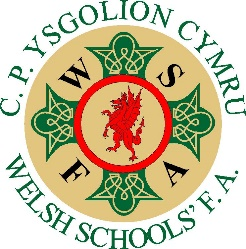 C. P. YSGOLION CYMRU
W S
F A
WELSH SCHOOLS' F. A.